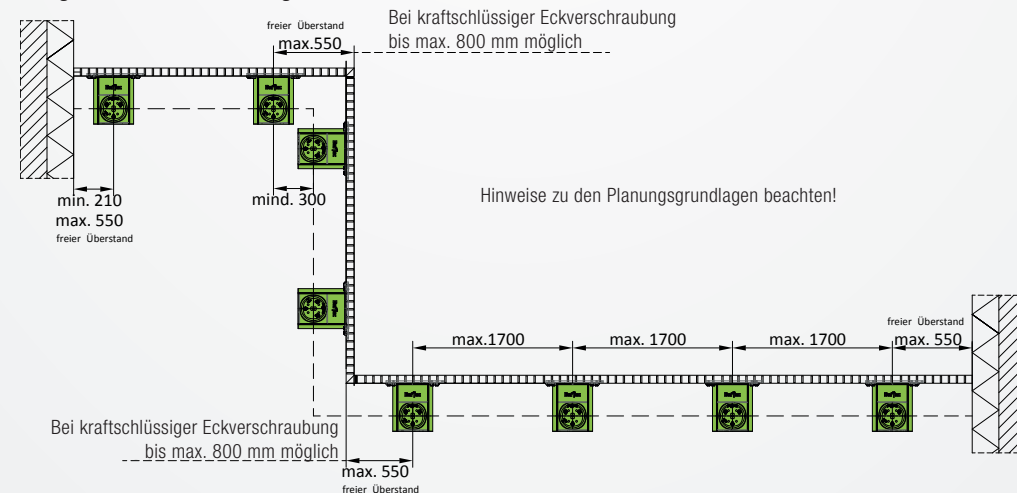 freier Überstand
max.550
Bei kraftschlüssiger Eckverschraubung
bis max. 800 mm möglich
min. 210
max. 550
freier Überstand
mind. 300
Hinweise zu den Planungsgrundlagen beachten!
max.1700
max. 1700
max. 1700
freier Überstand
max. 550
Bei kraftschlüssiger Eckverschraubung
bis max. 800 mm möglich
max. 550
freier Überstand